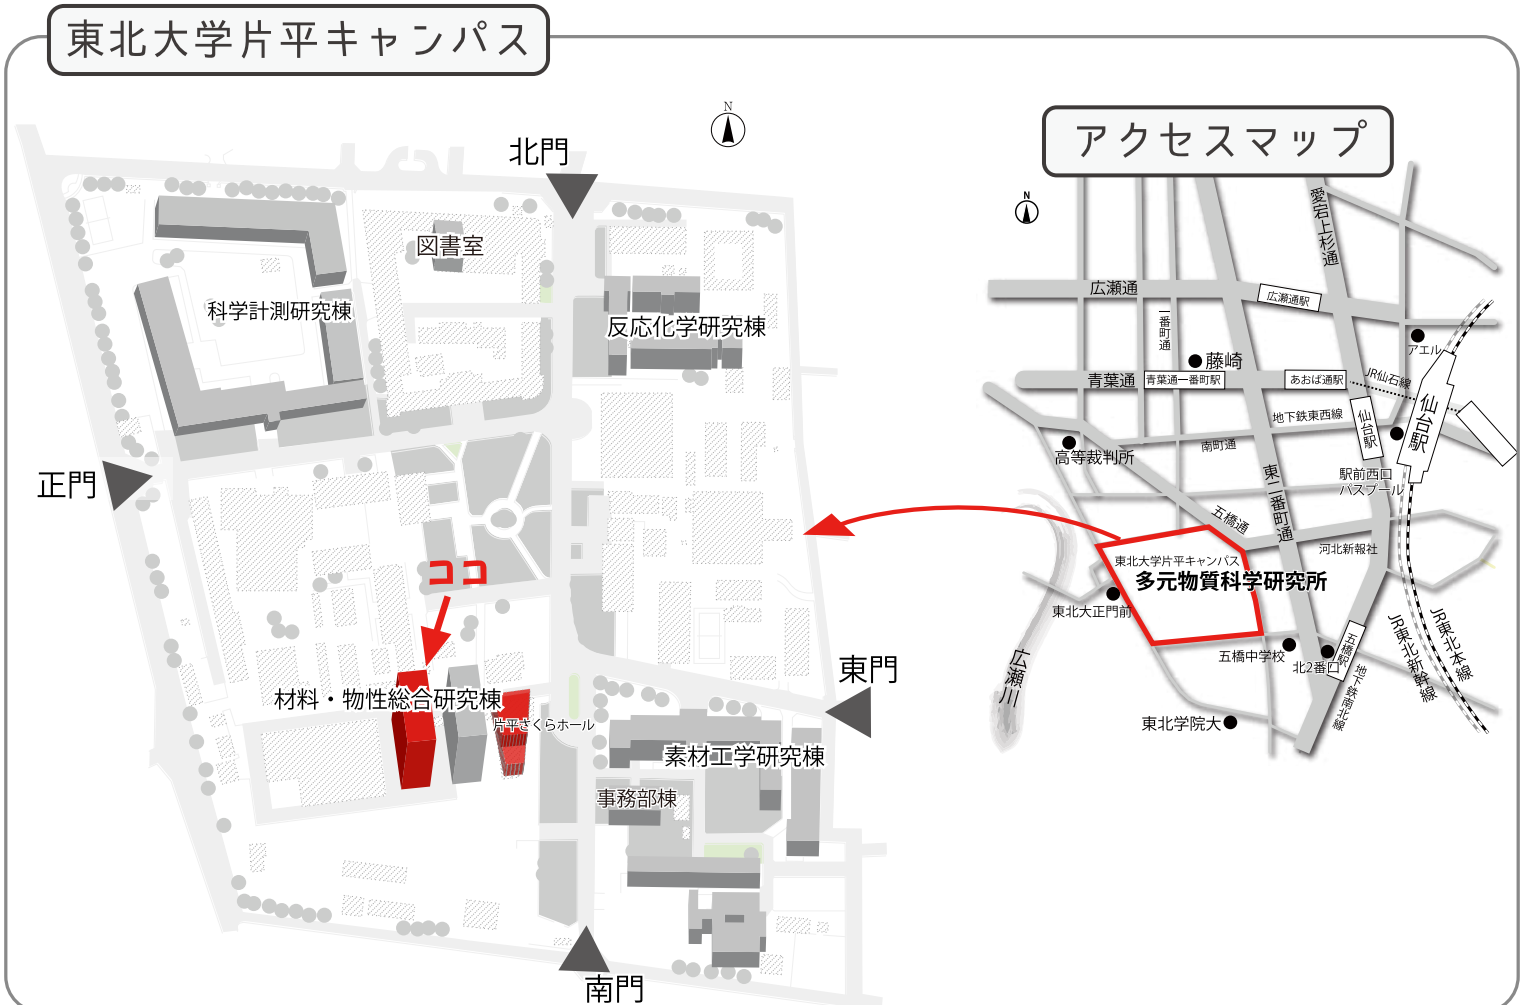 東北大学片平キャンパス
N
北門
図書室
科学計測研究棟
反応化学研究棟
正門
ココ
材料・物性総合研究棟
片平さくらホール
東門
素材工学研究棟
事務部棟
南門
アクセスマップ
N
愛宕上杉通
広瀬通
広瀬通駅
一番町通
アエル
藤崎
青葉通
青葉通一番町駅
あおば通駅
JR仙石線
仙台駅
仙台駅
地下鉄東西線
南町通
高等裁判所
東二番町通
駅前西口
バスプール
五橋通
河北新報社
東北大学片平キャンパス
多元物質科学研究所
東北大正門前
五橋中学校
北2番口
五橋駅
地下鉄南北線
JR東北新幹線
JR東北本線
広瀬川
東北学院大